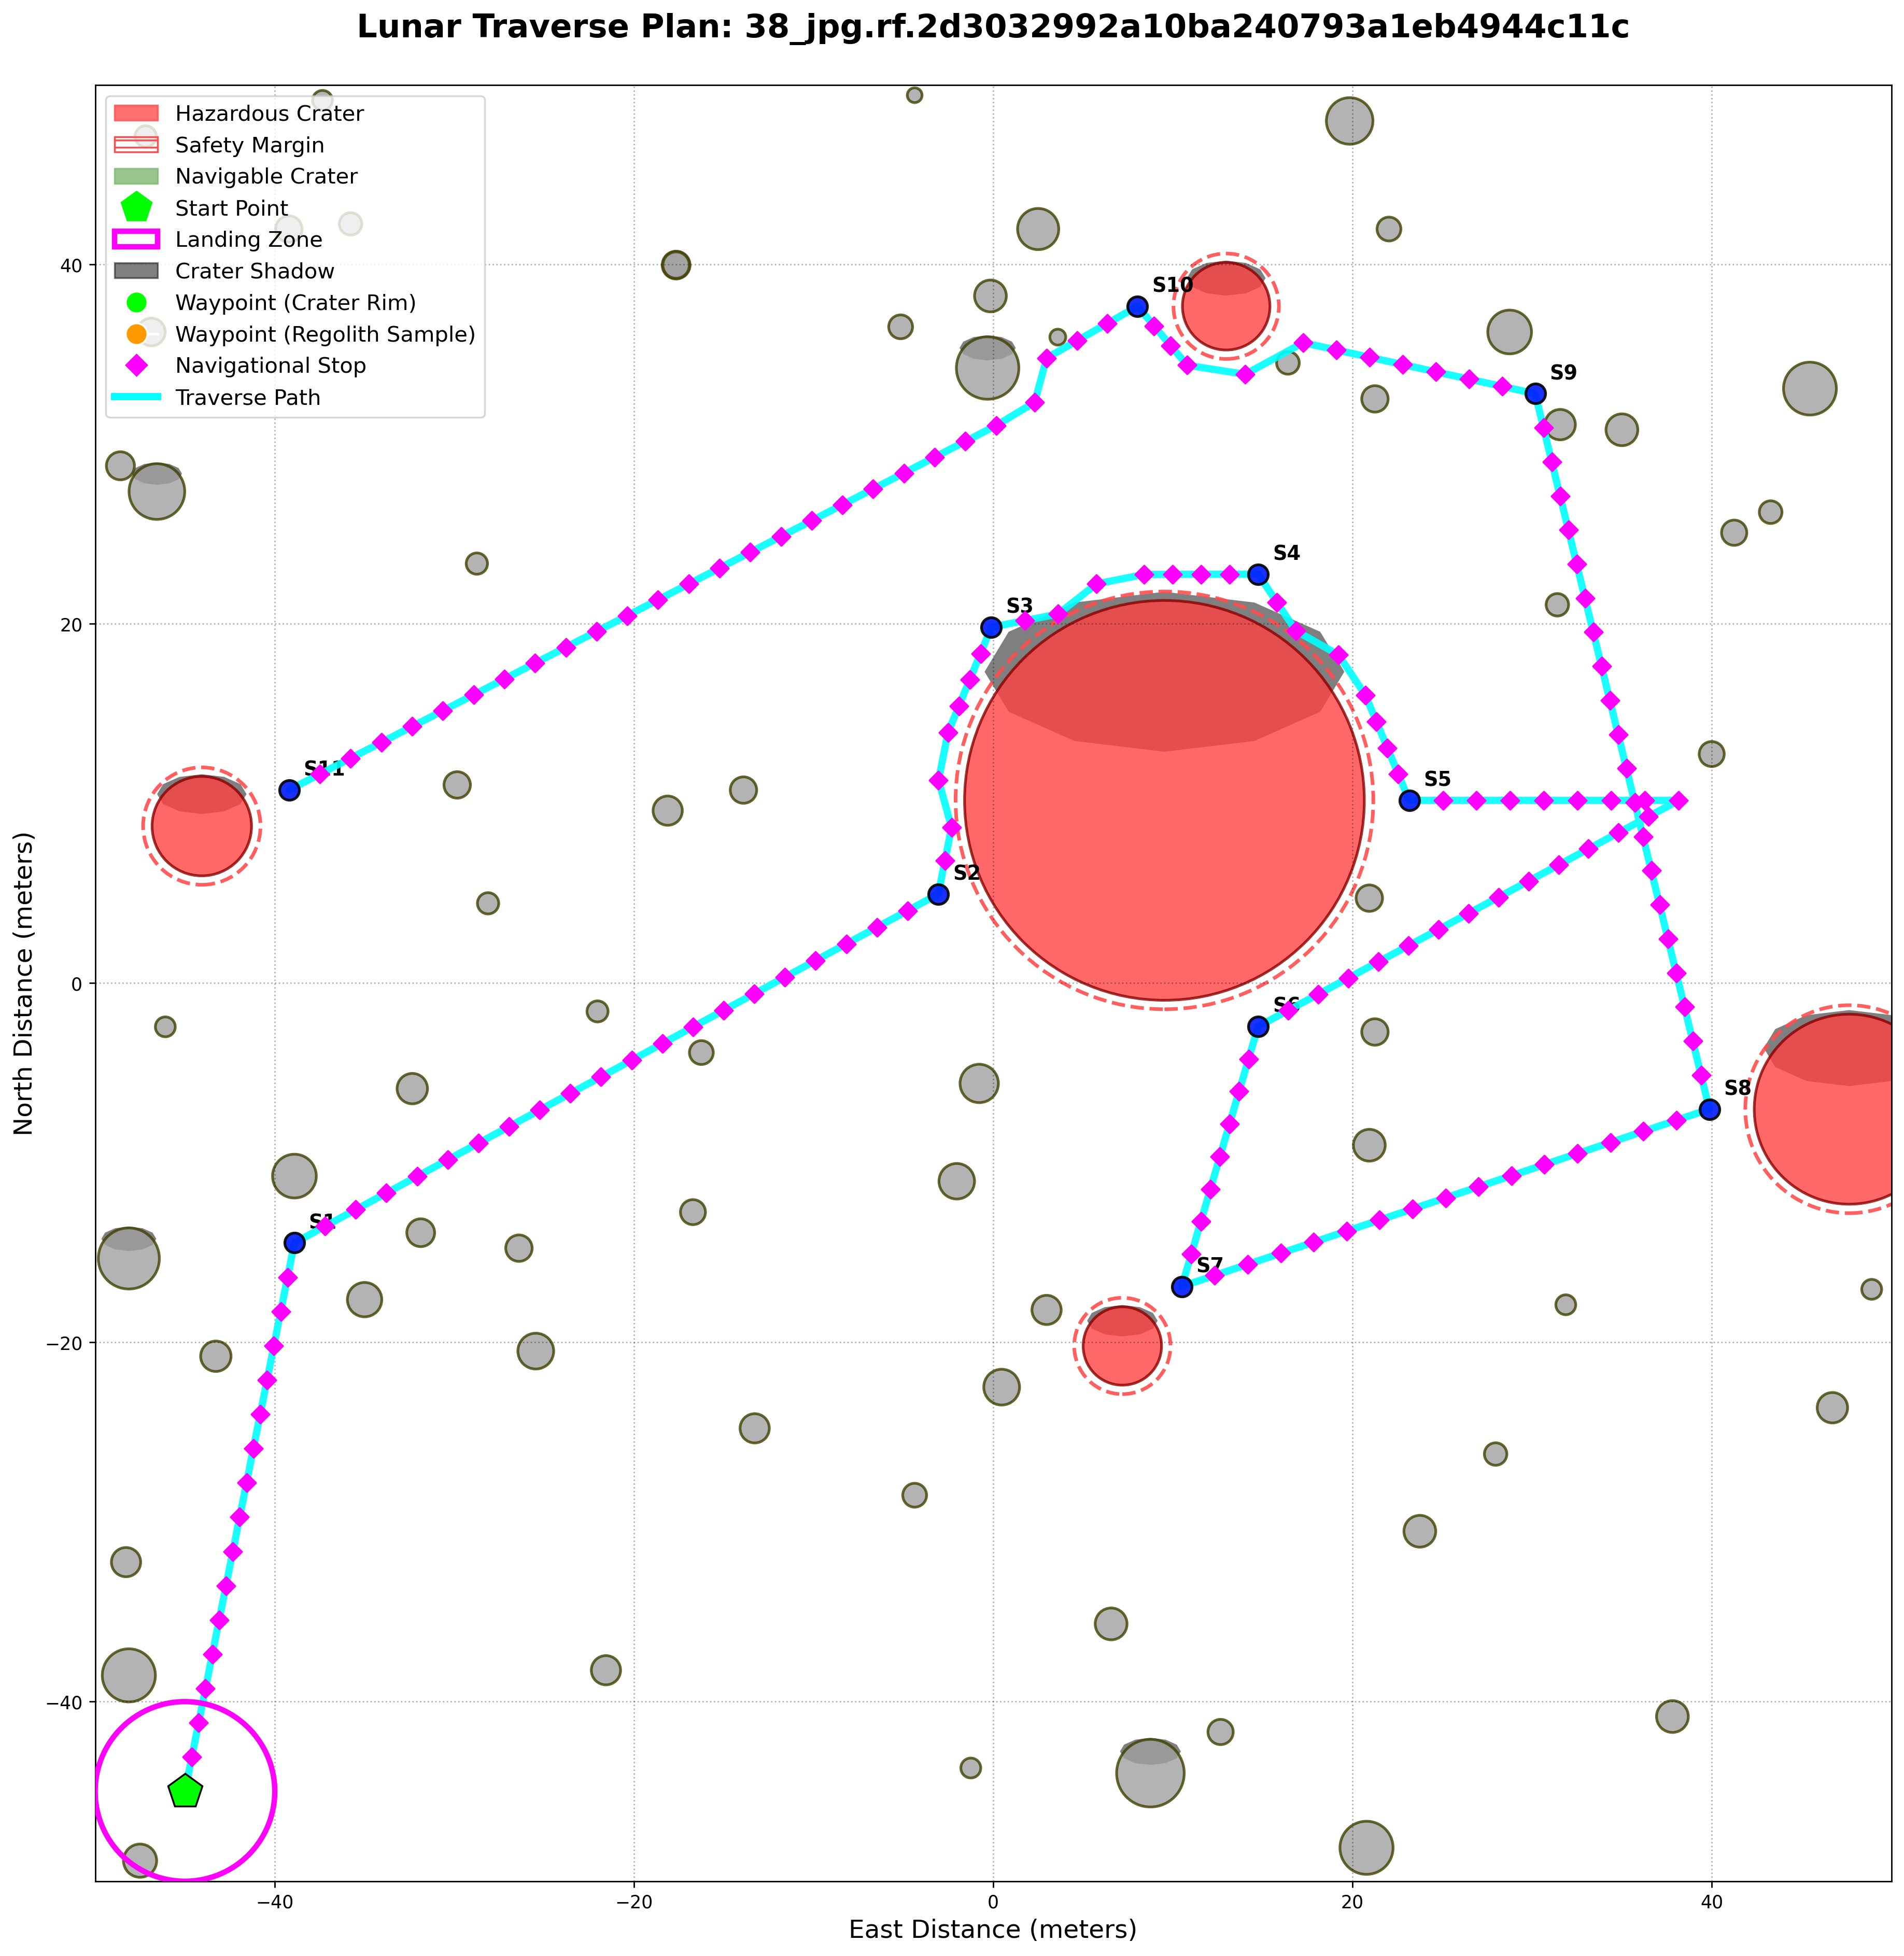 Lunar Traverse Plan: 38_jpg.rf.2d3032992a10ba240793a1eb4944c11c
Hazardous Crater
Safety Margin
Navigable Crater
Start Point
Landing Zone
Crater Shadow
Waypoint (Crater Rim)
Waypoint (Regolith Sample)
Navigational Stop
Traverse Path
S10
S9
S4
S3
S11
S5
S2
S6
S8
S1
S7
40
20
0
−20
−40
North Distance (meters)
−40
−20
0
20
40
East Distance (meters)